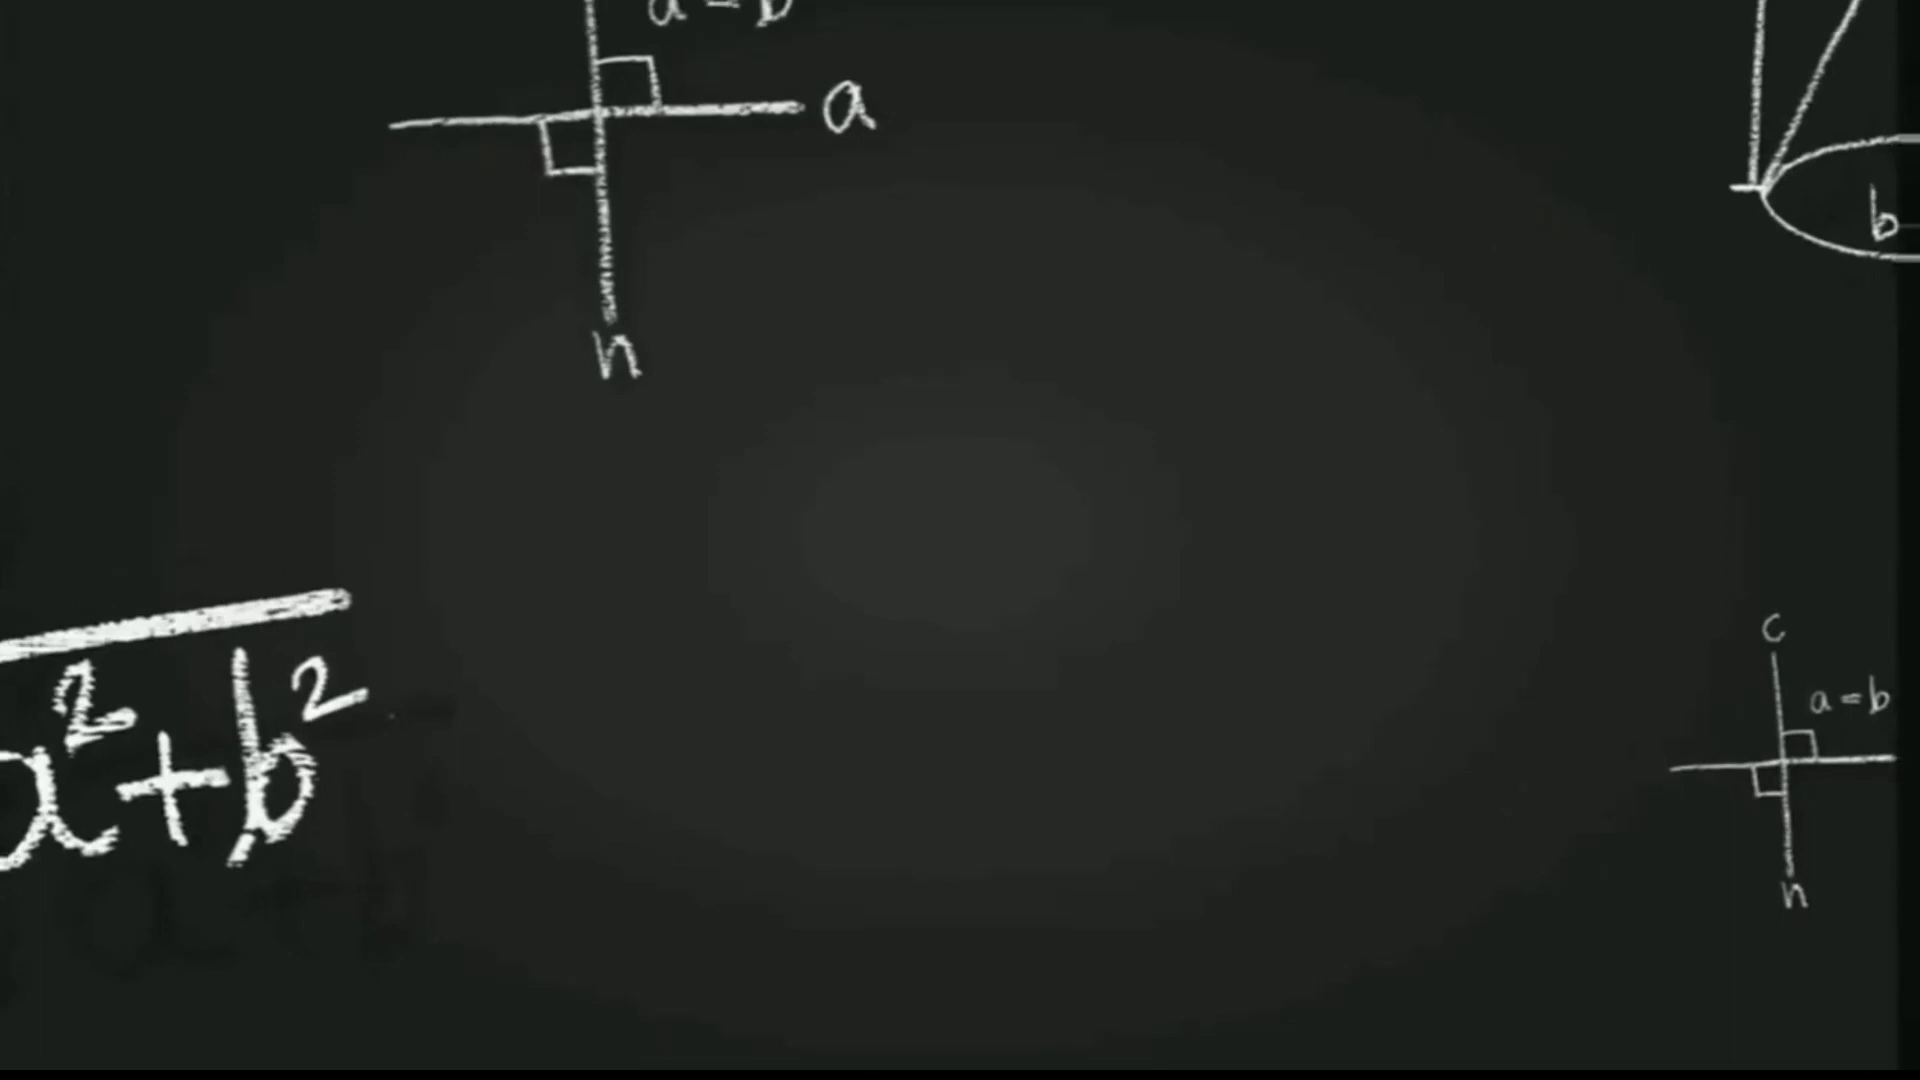 a = b
a
n
b
a²+b²
c
a = b
n